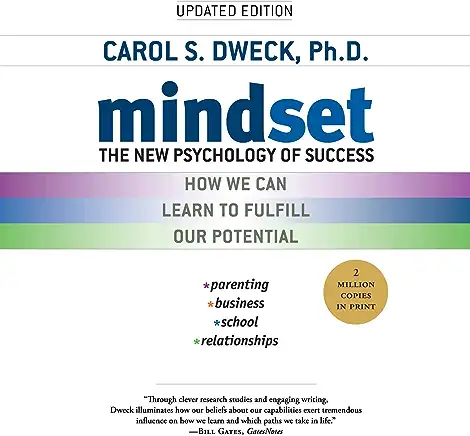 UPDATED EDITION
CAROL S. DWECK, Ph.D.
mindset
THE NEW PSYCHOLOGY OF SUCCESS
HOW WE CAN
LEARN TO FULFILL
OUR POTENTIAL
*parenting
*business
*school
*relationships
2
MILLION
COPIES
IN PRINT
“Through clever research studies and engaging writing,
Dweck illuminates how our beliefs about our capabilities exert tremendous
influence on how we learn and which paths we take in life.”
—BILL GATES, GatesNotes